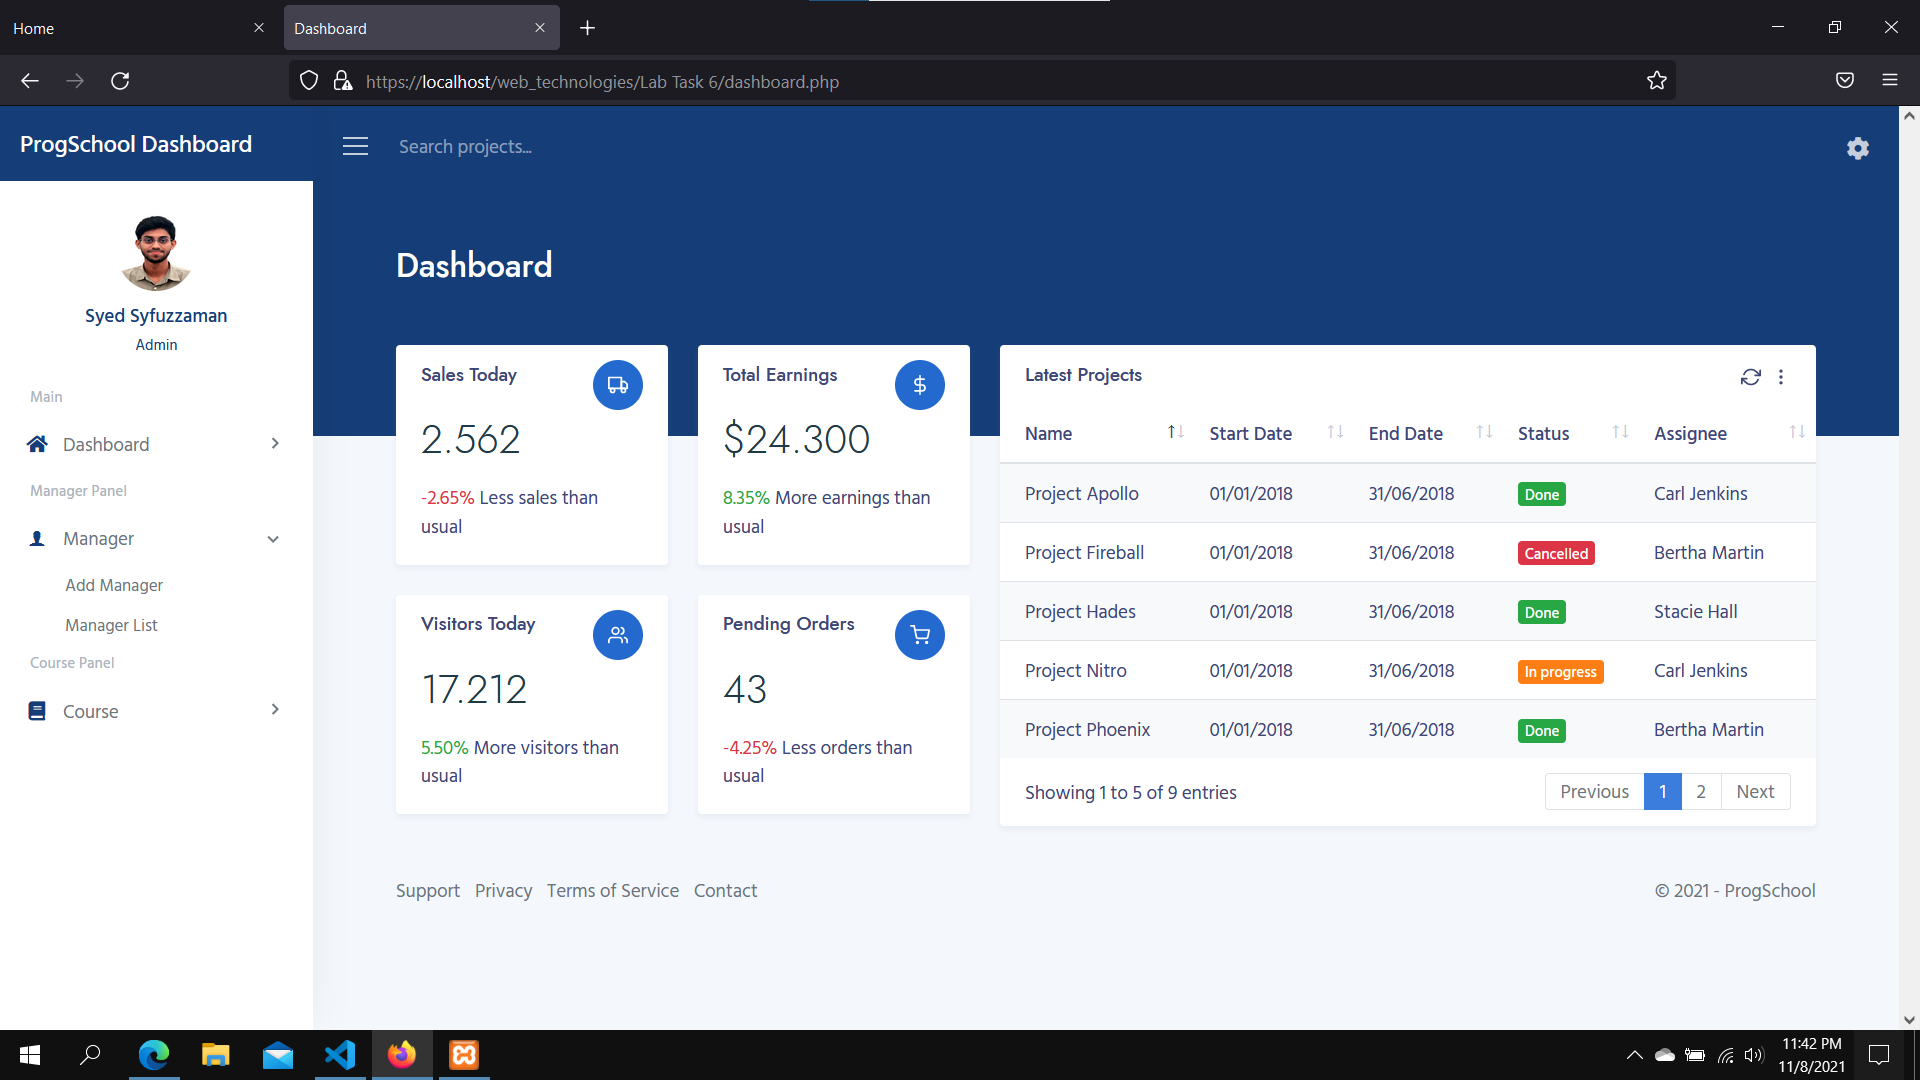 Home
Dashboard
https://localhost/web_technologies/Lab Task 6/dashboard.php
ProgSchool Dashboard
Search projects...
Syed Syfuzzaman
Admin
Main
Dashboard
Manager Panel
Manager
Add Manager
Manager List
Course Panel
Course
Dashboard
Sales Today
2.562
-2.65% Less sales than
usual
Total Earnings
$24.300
8.35% More earnings than
usual
Visitors Today
17.212
5.50% More visitors than
usual
Pending Orders
43
-4.25% Less orders than
usual
Latest Projects
Name Start Date End Date Status Assignee
Project Apollo 01/01/2018 31/06/2018 Done Carl Jenkins
Project Fireball 01/01/2018 31/06/2018 Cancelled Bertha Martin
Project Hades 01/01/2018 31/06/2018 Done Stacie Hall
Project Nitro 01/01/2018 31/06/2018 In progress Carl Jenkins
Project Phoenix 01/01/2018 31/06/2018 Done Bertha Martin
Showing 1 to 5 of 9 entries
Previous 1 2 Next
Support Privacy Terms of Service Contact
© 2021 - ProgSchool
11:42 PM
11/8/2021